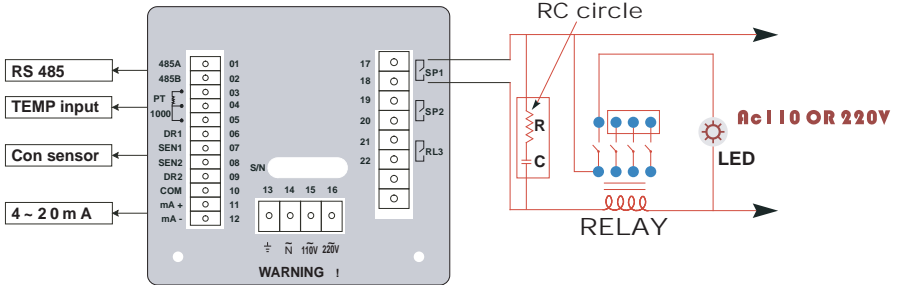 RC circle
RS 485
TEMP input
Con sensor
4 ~ 2 0 m A
485A 01
485B 02
03
PT 04
1000 05
DR1 06
SEN1 07
SEN2 08
DR2 09
COM 10
mA + 11
mA - 12
S/N
13 14 15 16
Ñ 110V 220V
WARNING !
17 SP1
18
19 SP2
20
21 RL3
22
R
C
RELAY
LED
Ac110 OR 220V